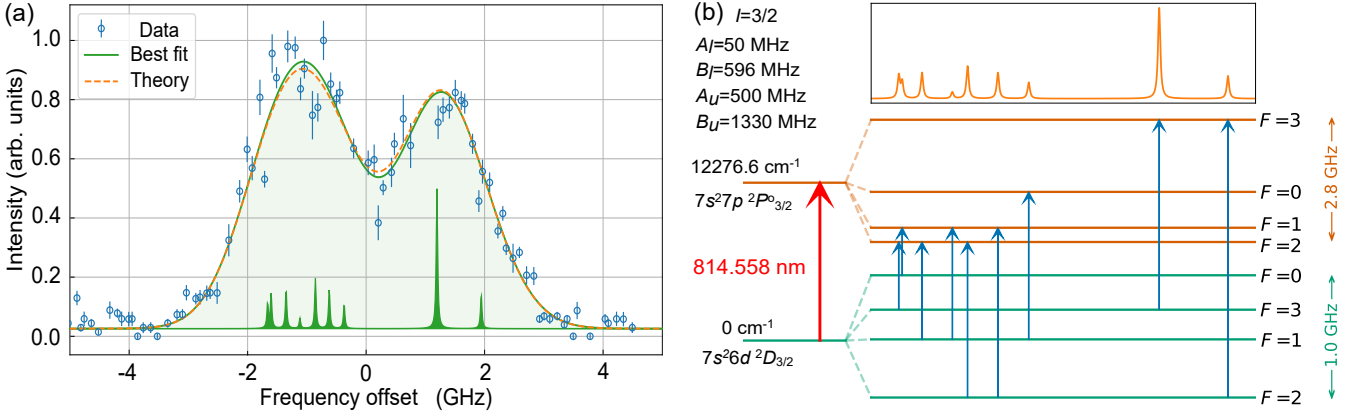 (a)
Data
Best fit
Theory
1.0
0.8
0.6
0.4
0.2
0.0
Intensity (arb. units)
-4
-2
0
2
4
Frequency offset (GHz)
(b)
I=3/2
A_l=50 MHz
B_l=596 MHz
A_u=500 MHz
B_u=1330 MHz
12276.6 cm⁻¹
7s²7p ²P°₃/₂
814.558 nm
0 cm⁻¹
7s²6d ²D₃/₂
F=3
F=0
F=1
F=2
2.8 GHz
F=0
F=3
F=1
F=2
1.0 GHz